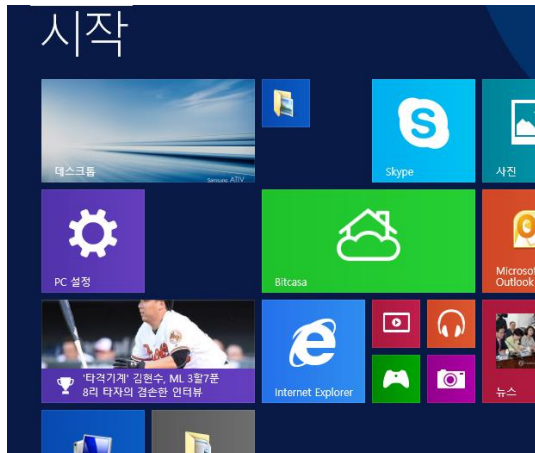 시작
데스크톱
Samsung ATIV
Skype
사진
PC 설정
Bitcasa
Microsoft
Outlook
'타격기계' 김현수, ML 3할7푼
8리 타자의 겸손한 인터뷰
Internet Explorer
뉴스